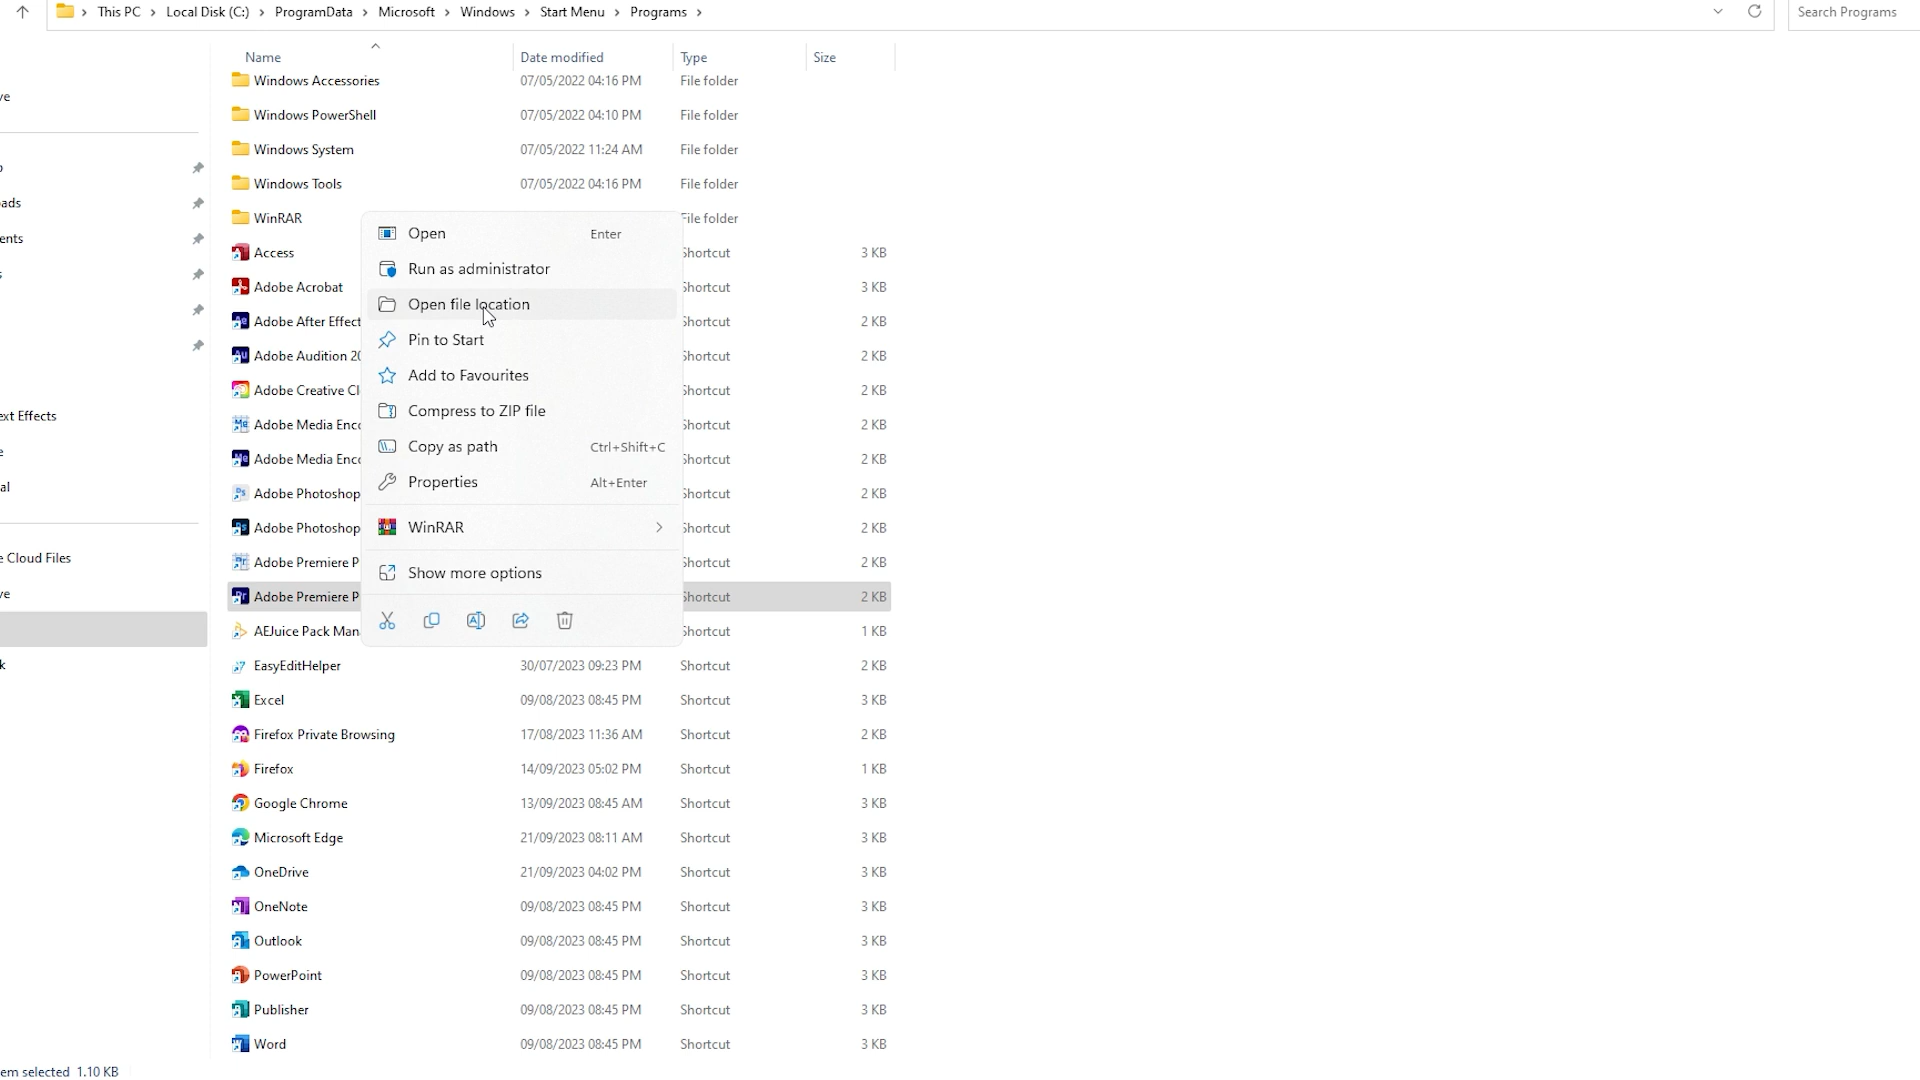 This PC > Local Disk (C:) > ProgramData > Microsoft > Windows > Start Menu > Programs >
Search Programs
Name Date modified Type Size
Windows Accessories 07/05/2022 04:16 PM File folder
Windows PowerShell 07/05/2022 04:10 PM File folder
Windows System 07/05/2022 11:24 AM File folder
Windows Tools 07/05/2022 04:16 PM File folder
WinRAR File folder
Access Shortcut 3 KB
Adobe Acrobat Shortcut 3 KB
Adobe After Effect Shortcut 2 KB
Adobe Audition 20 Shortcut 2 KB
Adobe Creative Cl Shortcut 2 KB
Adobe Media Enco Shortcut 2 KB
Adobe Media Enco Shortcut 2 KB
Adobe Photoshop Shortcut 2 KB
Adobe Photoshop Shortcut 2 KB
Adobe Premiere P Shortcut 2 KB
Adobe Premiere P Shortcut 2 KB
AEJuice Pack Man Shortcut 1 KB
EasyEditHelper 30/07/2023 09:23 PM Shortcut 2 KB
Excel 09/08/2023 08:45 PM Shortcut 3 KB
Firefox Private Browsing 17/08/2023 11:36 AM Shortcut 2 KB
Firefox 14/09/2023 05:02 PM Shortcut 1 KB
Google Chrome 13/09/2023 08:45 AM Shortcut 3 KB
Microsoft Edge 21/09/2023 08:11 AM Shortcut 3 KB
OneDrive 21/09/2023 04:02 PM Shortcut 3 KB
OneNote 09/08/2023 08:45 PM Shortcut 3 KB
Outlook 09/08/2023 08:45 PM Shortcut 3 KB
PowerPoint 09/08/2023 08:45 PM Shortcut 3 KB
Publisher 09/08/2023 08:45 PM Shortcut 3 KB
Word 09/08/2023 08:45 PM Shortcut 3 KB
Open Enter
Run as administrator
Open file location
Pin to Start
Add to Favourites
Compress to ZIP file
Copy as path Ctrl+Shift+C
Properties Alt+Enter
WinRAR
Show more options
ve
ads
ents
s
ext Effects
e
al
e Cloud Files
ve
k
em selected 1.10 KB